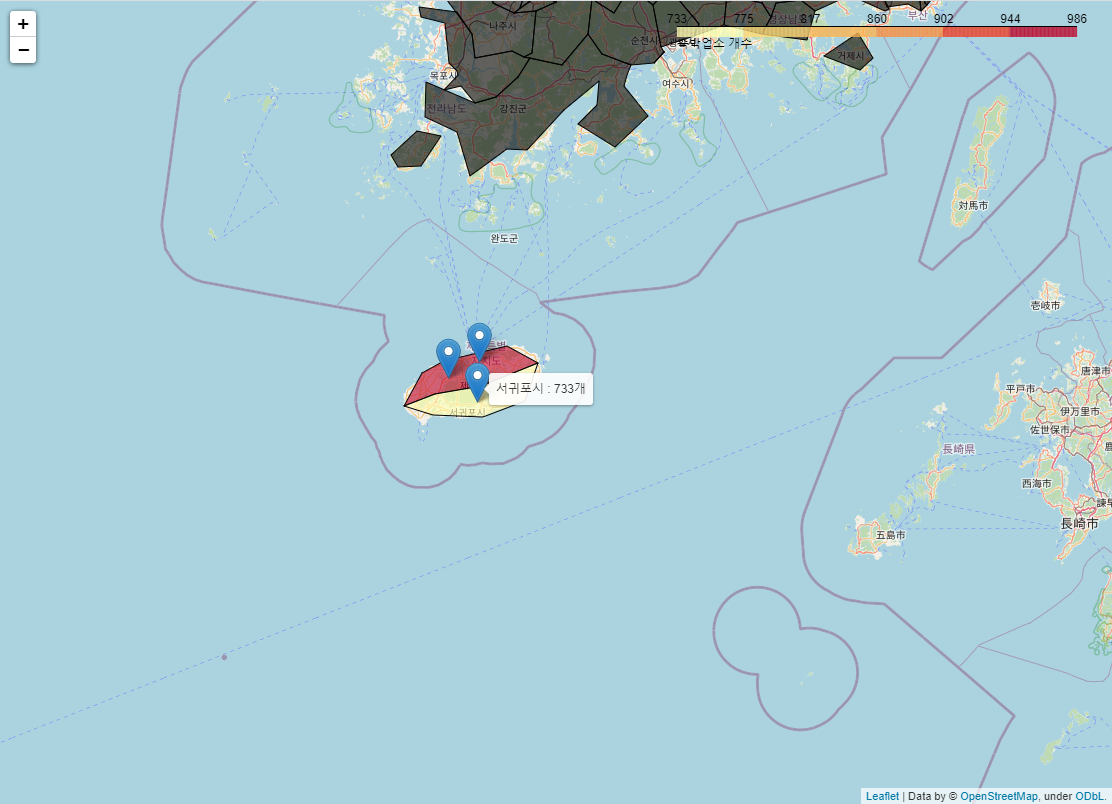 +
−
733 775 817 860 902 944 986
숙박업소 개수
나주시
순천시
부산
거제시
목포시
여수시
전라남도
강진군
対馬市
완도군
壱岐市
서귀포시 : 733개
서귀포시
唐津市
平戸市
伊万里市
佐世保市
長崎県
西海市
諫早
長崎市
五島市
Leaflet | Data by © OpenStreetMap, under ODbL.